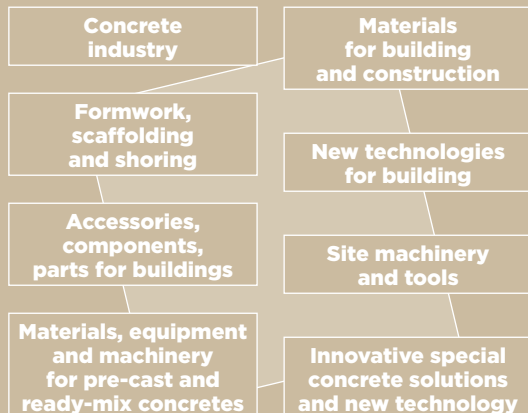 Concrete
industry
Formwork,
scaffolding
and shoring
Accessories,
components,
parts for buildings
Materials, equipment
and machinery
for pre-cast and
ready-mix concretes
Materials
for building
and construction
New technologies
for building
Site machinery
and tools
Innovative special
concrete solutions
and new technology